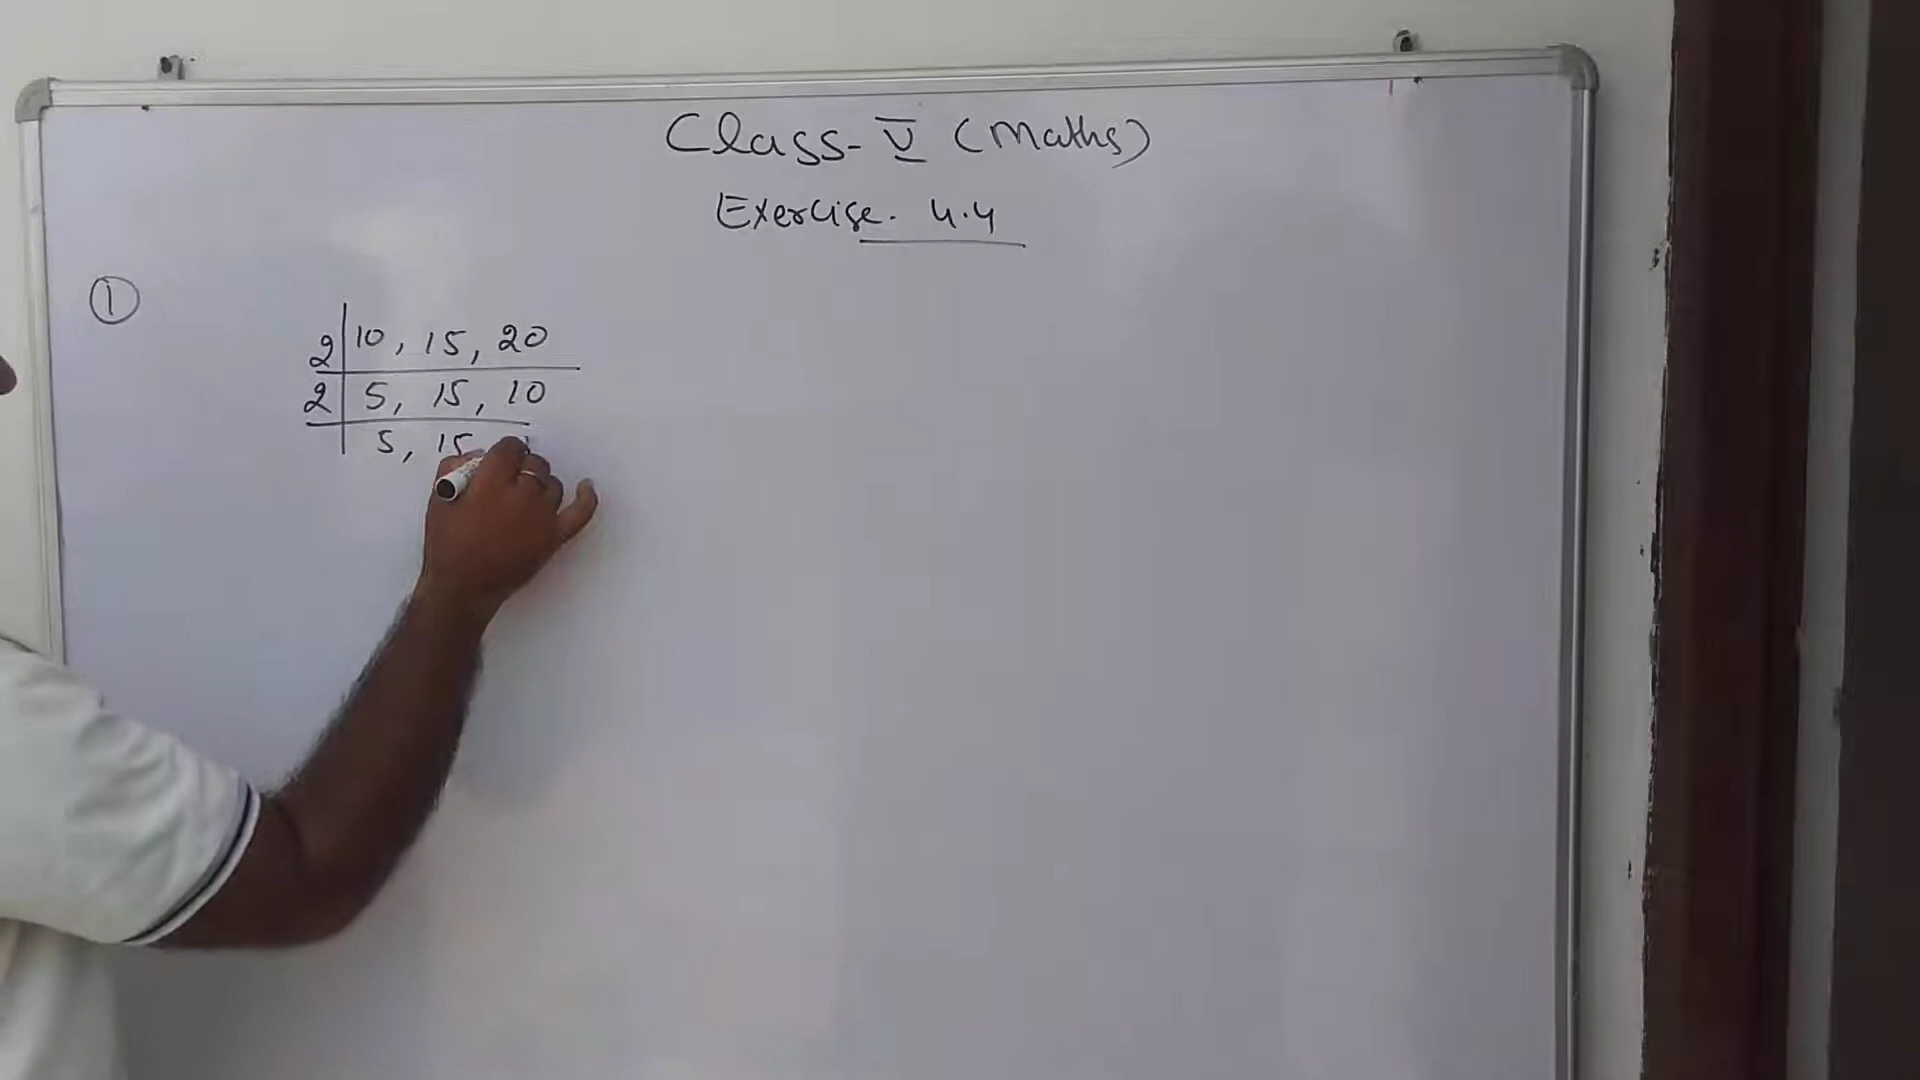 Class-V (Maths)
Exercise. 4.4
①
2 | 10, 15, 20
2 | 5, 15, 10
5, 15